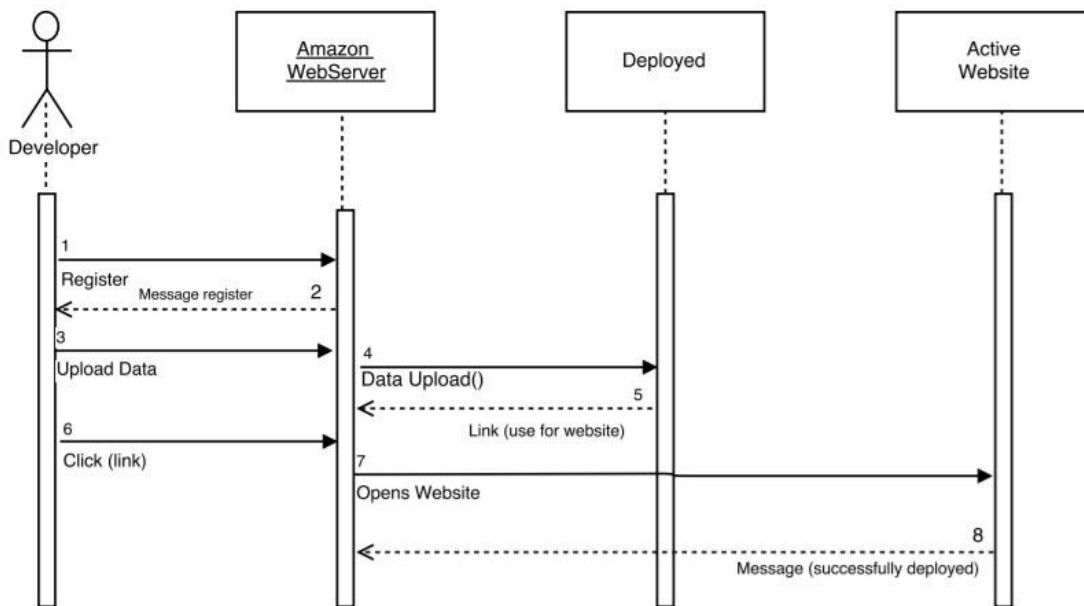 Amazon
WebServer
Deployed
Active
Website
Developer
1
Register
Message register 2
3
Upload Data
4
Data Upload()
5
Link (use for website)
6
Click (link)
7
Opens Website
8
Message (successfully deployed)